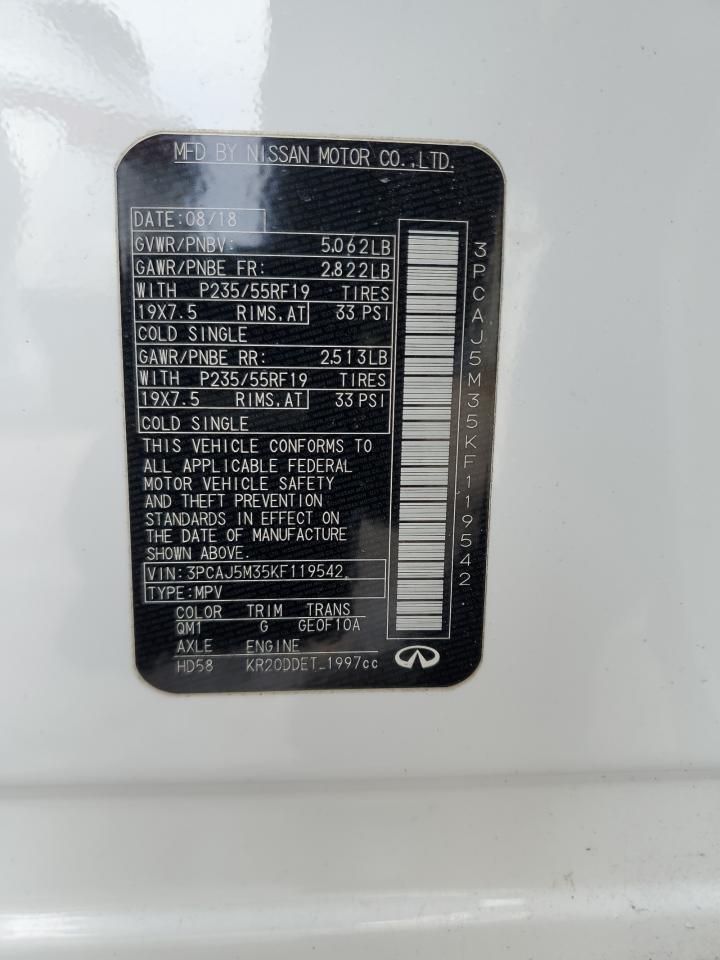 MFD BY NISSAN MOTOR CO.,LTD.
DATE:08/18
GVWR/PNBV: 5.062LB
GAWR/PNBE FR: 2.822LB
WITH P235/55RF19 TIRES
19X7.5 RIMS,AT 33 PSI
COLD SINGLE
GAWR/PNBE RR: 2.513LB
WITH P235/55RF19 TIRES
19X7.5 RIMS,AT 33 PSI
COLD SINGLE
THIS VEHICLE CONFORMS TO
ALL APPLICABLE FEDERAL
MOTOR VEHICLE SAFETY
AND THEFT PREVENTION
STANDARDS IN EFFECT ON
THE DATE OF MANUFACTURE
SHOWN ABOVE.
VIN:3PCAJ5M35KF119542
TYPE:MPV
COLOR TRIM TRANS
QM1 G GE0F10A
AXLE ENGINE
HD58 KR20DDET_1997cc
3PCAJ5M35KF119542